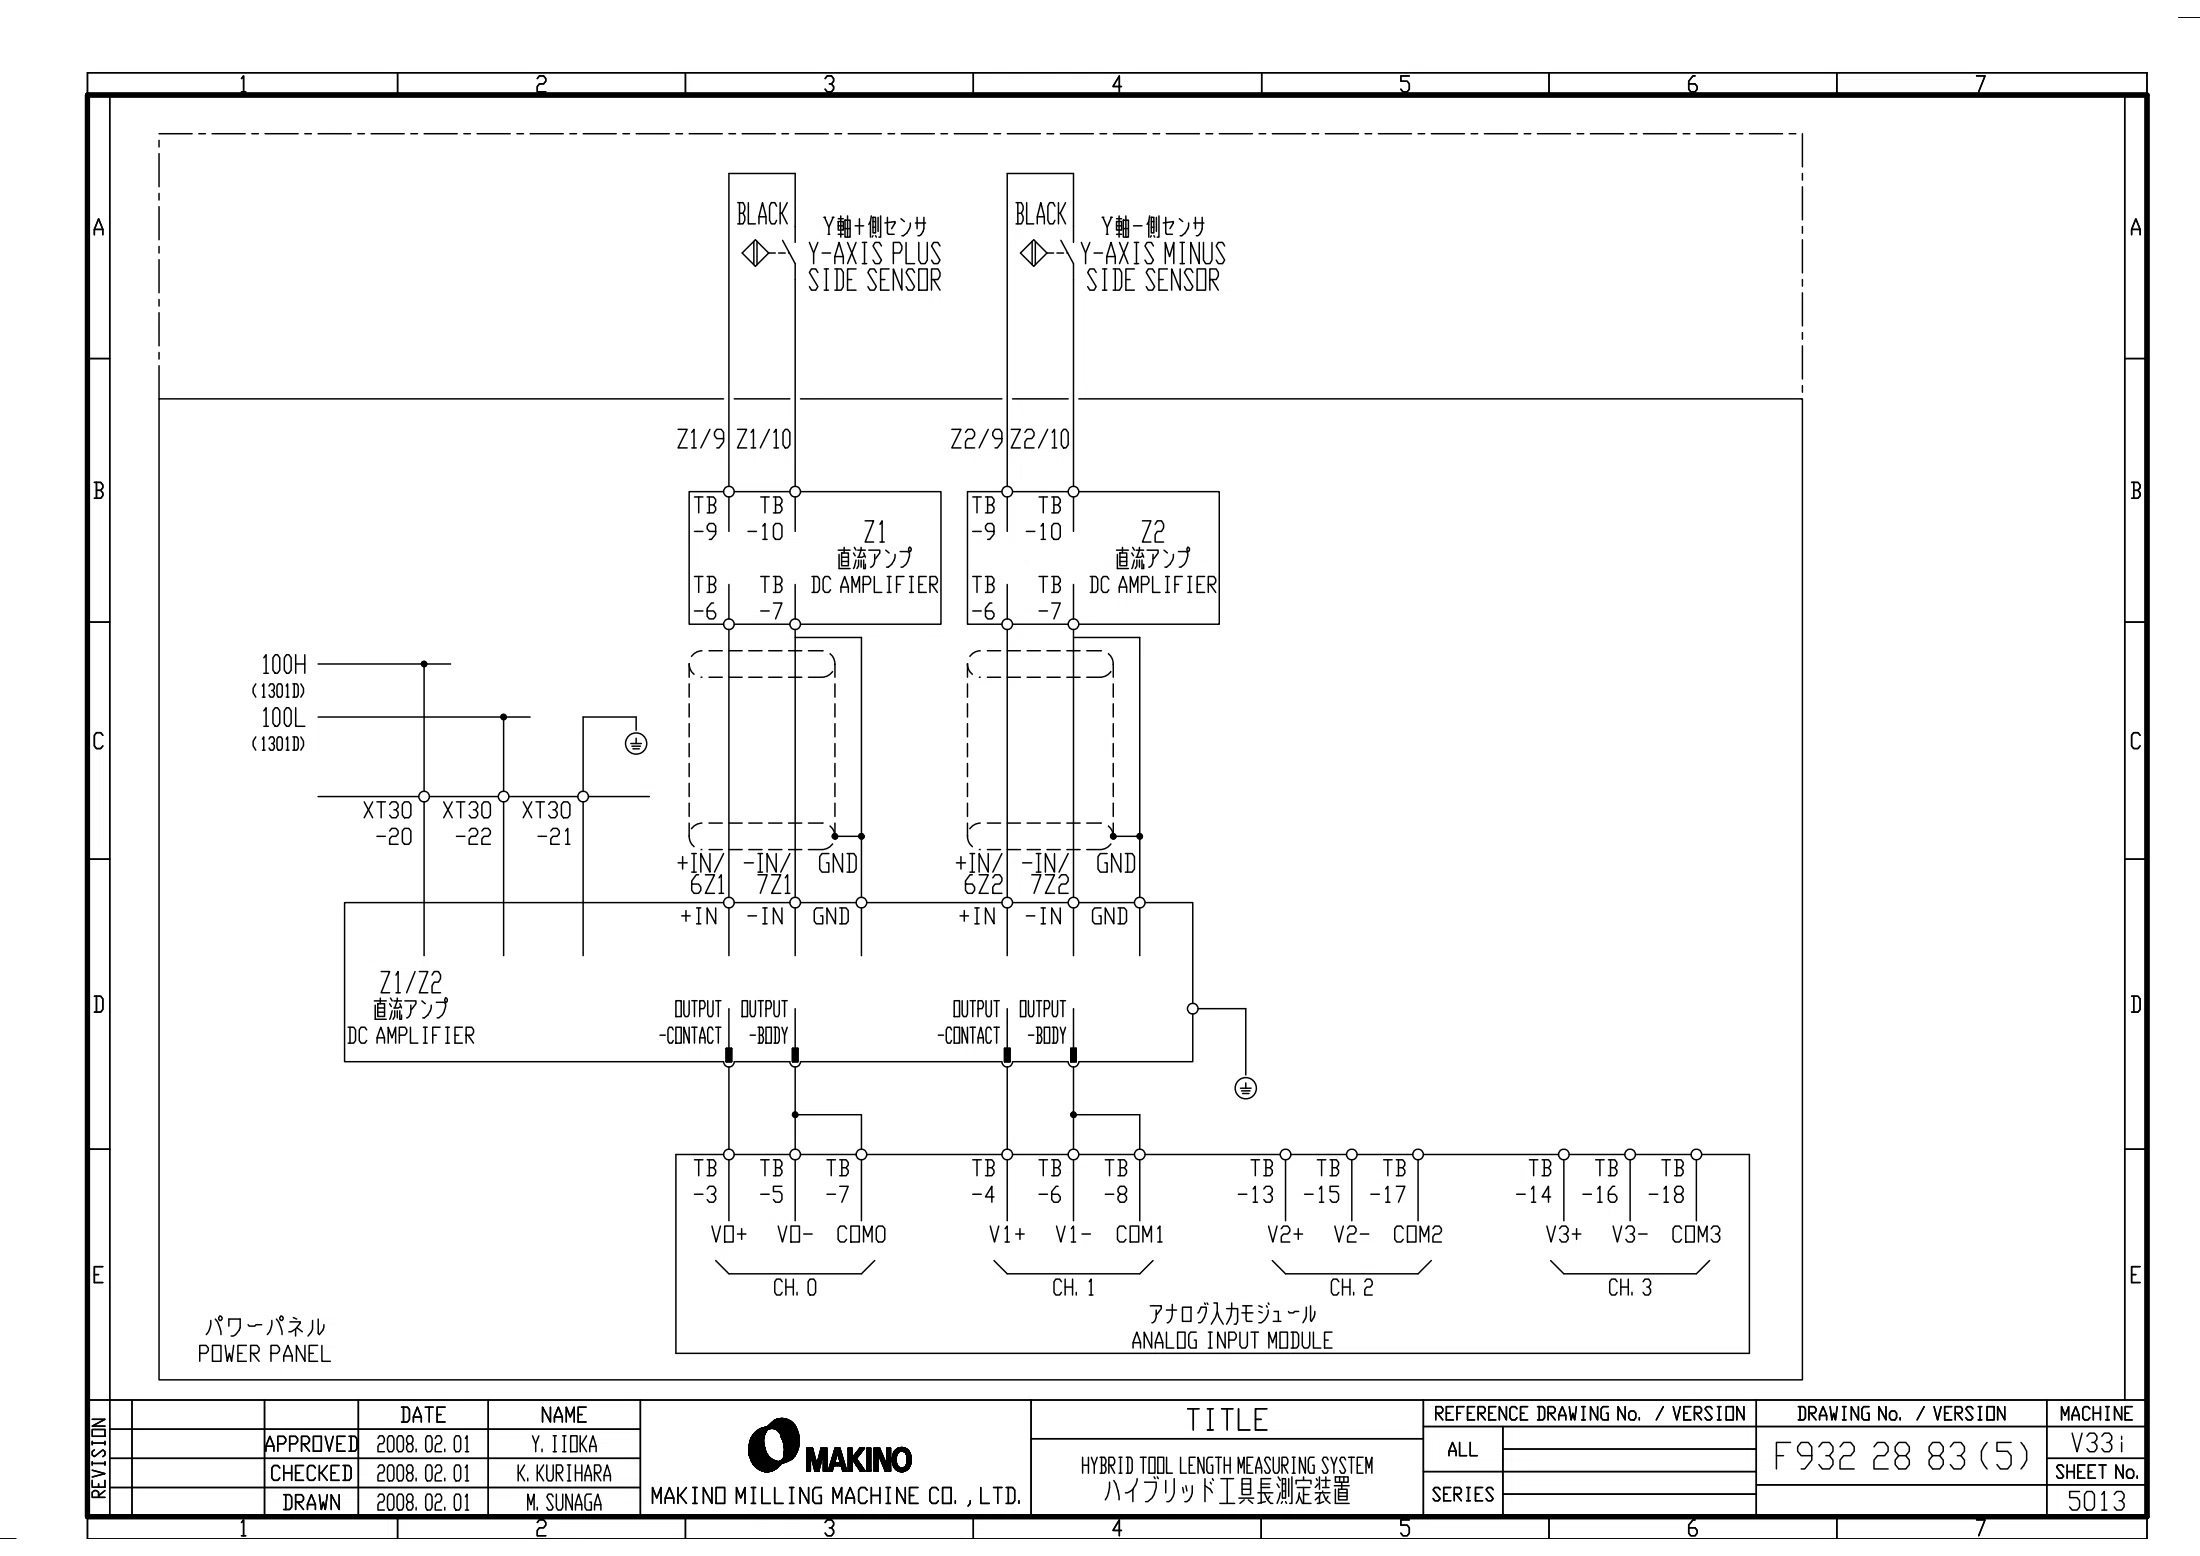 1 2 3 4 5 6 7
A
BLACK
Y軸+側センサ
Y-AXIS PLUS
SIDE SENSOR
BLACK
Y軸-側センサ
Y-AXIS MINUS
SIDE SENSOR
A
Z1/9 Z1/10 Z2/9 Z2/10
B
TB TB
-9 -10
Z1
直流アンプ
DC AMPLIFIER
TB TB
-6 -7
TB TB
-9 -10
Z2
直流アンプ
DC AMPLIFIER
TB TB
-6 -7
B
100H
(1301D)
100L
(1301D)
C
C
XT30 XT30 XT30
-20 -22 -21
+IN/ -IN/ GND
6Z1 7Z1
+IN/ -IN/ GND
6Z2 7Z2
+IN -IN GND +IN -IN GND
Z1/Z2
直流アンプ
DC AMPLIFIER
D
OUTPUT OUTPUT
-CONTACT -BODY
OUTPUT OUTPUT
-CONTACT -BODY
D
TB TB TB TB TB TB TB TB TB TB TB TB
-3 -5 -7 -4 -6 -8 -13 -15 -17 -14 -16 -18
V0+ V0- COM0 V1+ V1- COM1 V2+ V2- COM2 V3+ V3- COM3
E
CH. 0 CH. 1 CH. 2 CH. 3
E
アナログ入力モジュール
ANALOG INPUT MODULE
パワーパネル
POWER PANEL
REVISION
DATE NAME
APPROVED 2008. 02. 01 Y. IIOKA
CHECKED 2008. 02. 01 K. KURIHARA
DRAWN 2008. 02. 01 M. SUNAGA
MAKINO
MAKINO MILLING MACHINE CO. , LTD.
TITLE
HYBRID TOOL LENGTH MEASURING SYSTEM
ハイブリッド工具長測定装置
REFERENCE DRAWING No. / VERSION
ALL
SERIES
DRAWING No. / VERSION
F932 28 83 (5)
MACHINE
V33i
SHEET No.
5013
1 2 3 4 5 6 7